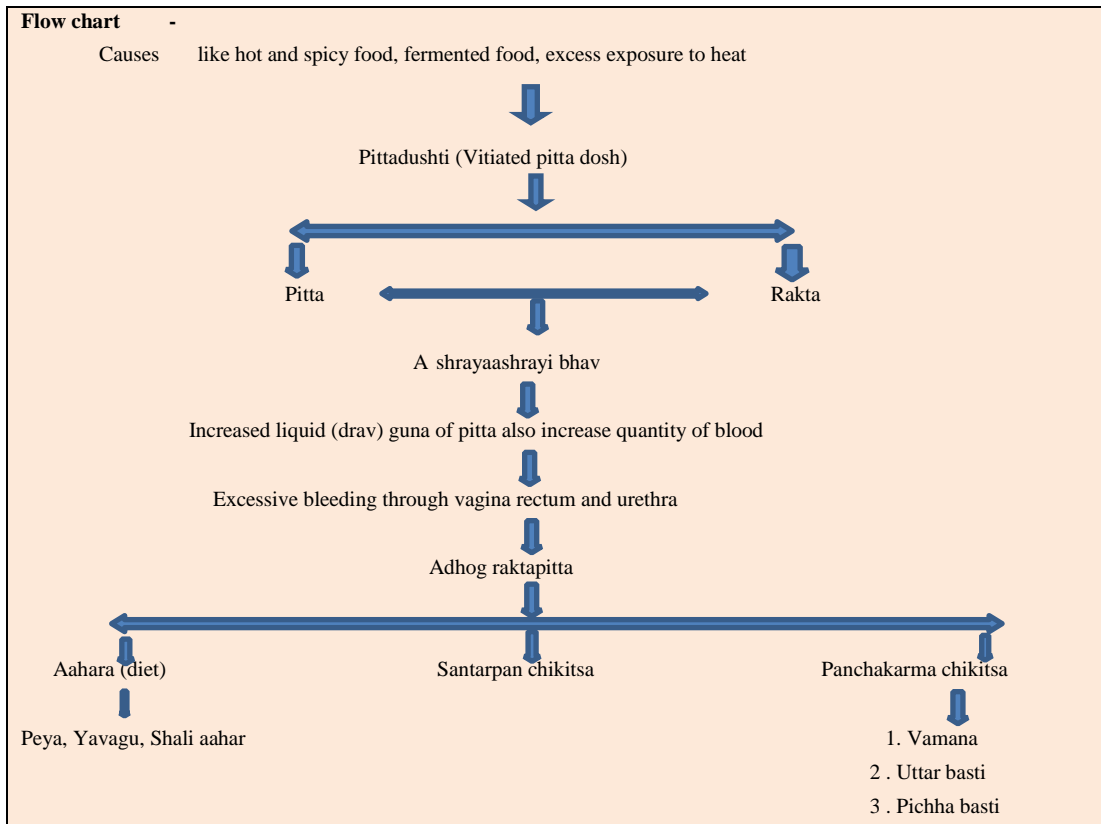 Flow chart -
Causes like hot and spicy food, fermented food, excess exposure to heat
Pittadushti (Vitiated pitta dosh)
Pitta Rakta
A shrayaashrayi bhav
Increased liquid (drav) guna of pitta also increase quantity of blood
Excessive bleeding through vagina rectum and urethra
Adhog raktapitta
Aahara (diet) Santarpan chikitsa Panchakarma chikitsa
Peya, Yavagu, Shali aahar 1. Vamana
2 . Uttar basti
3 . Pichha basti